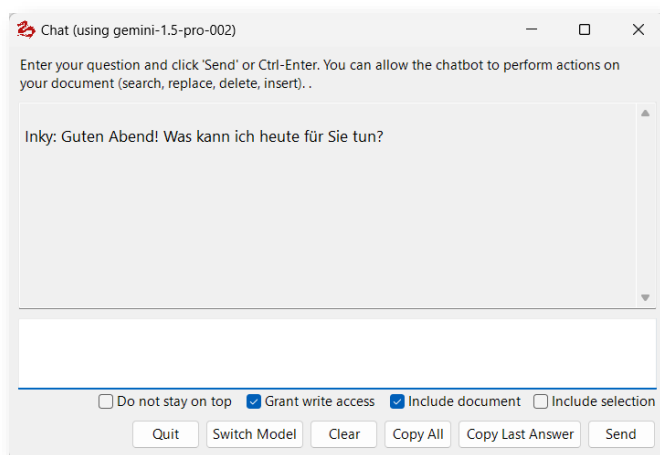 Chat (using gemini-1.5-pro-002)
Enter your question and click 'Send' or Ctrl-Enter. You can allow the chatbot to perform actions on
your document (search, replace, delete, insert). .
Inky: Guten Abend! Was kann ich heute für Sie tun?
Do not stay on top Grant write access Include document Include selection
Quit Switch Model Clear Copy All Copy Last Answer Send